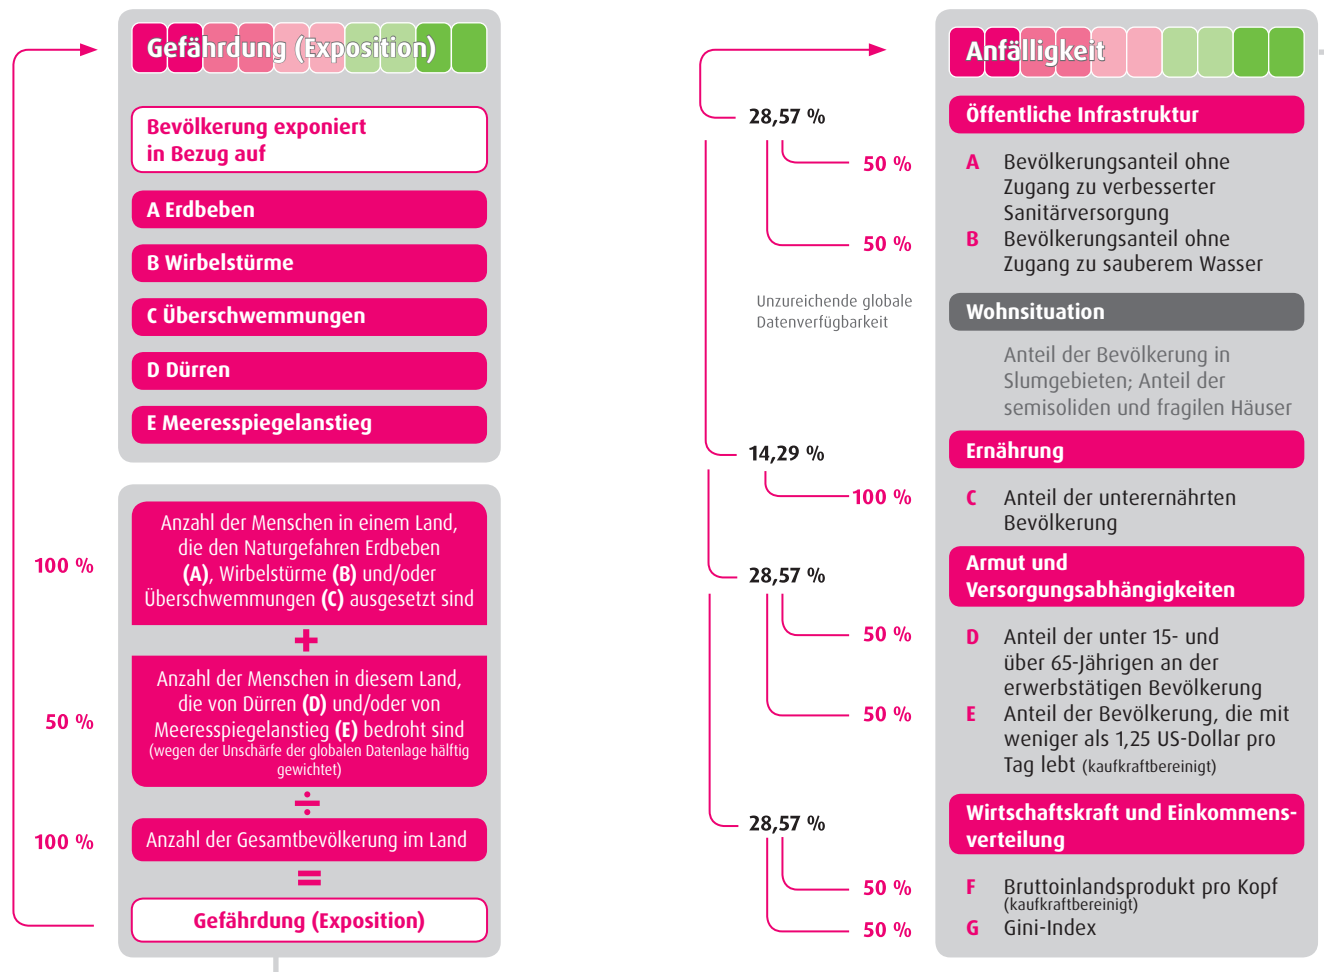 Gefährdung (Exposition)
Bevölkerung exponiert
in Bezug auf
A Erdbeben
B Wirbelstürme
C Überschwemmungen
D Dürren
E Meeresspiegelanstieg
100 %
Anzahl der Menschen in einem Land,
die den Naturgefahren Erdbeben
(A), Wirbelstürme (B) und/oder
Überschwemmungen (C) ausgesetzt sind
+
50 %
Anzahl der Menschen in diesem Land,
die von Dürren (D) und/oder von
Meeresspiegelanstieg (E) bedroht sind
(wegen der Unschärfe der globalen Datenlage hälftig
gewichtet)
÷
100 %
Anzahl der Gesamtbevölkerung im Land
=
Gefährdung (Exposition)
Anfälligkeit
28,57 %
Öffentliche Infrastruktur
50 %
A Bevölkerungsanteil ohne
Zugang zu verbesserter
Sanitärversorgung
50 %
B Bevölkerungsanteil ohne
Zugang zu sauberem Wasser
Unzureichende globale
Datenverfügbarkeit
Wohnsituation
Anteil der Bevölkerung in
Slumgebieten; Anteil der
semisoliden und fragilen Häuser
14,29 %
Ernährung
100 %
C Anteil der unterernährten
Bevölkerung
28,57 %
Armut und
Versorgungsabhängigkeiten
50 %
D Anteil der unter 15- und
über 65-Jährigen an der
erwerbstätigen Bevölkerung
50 %
E Anteil der Bevölkerung, die mit
weniger als 1,25 US-Dollar pro
Tag lebt (kaufkraftbereinigt)
28,57 %
Wirtschaftskraft und Einkommens-
verteilung
50 %
F Bruttoinlandsprodukt pro Kopf
(kaufkraftbereinigt)
50 %
G Gini-Index